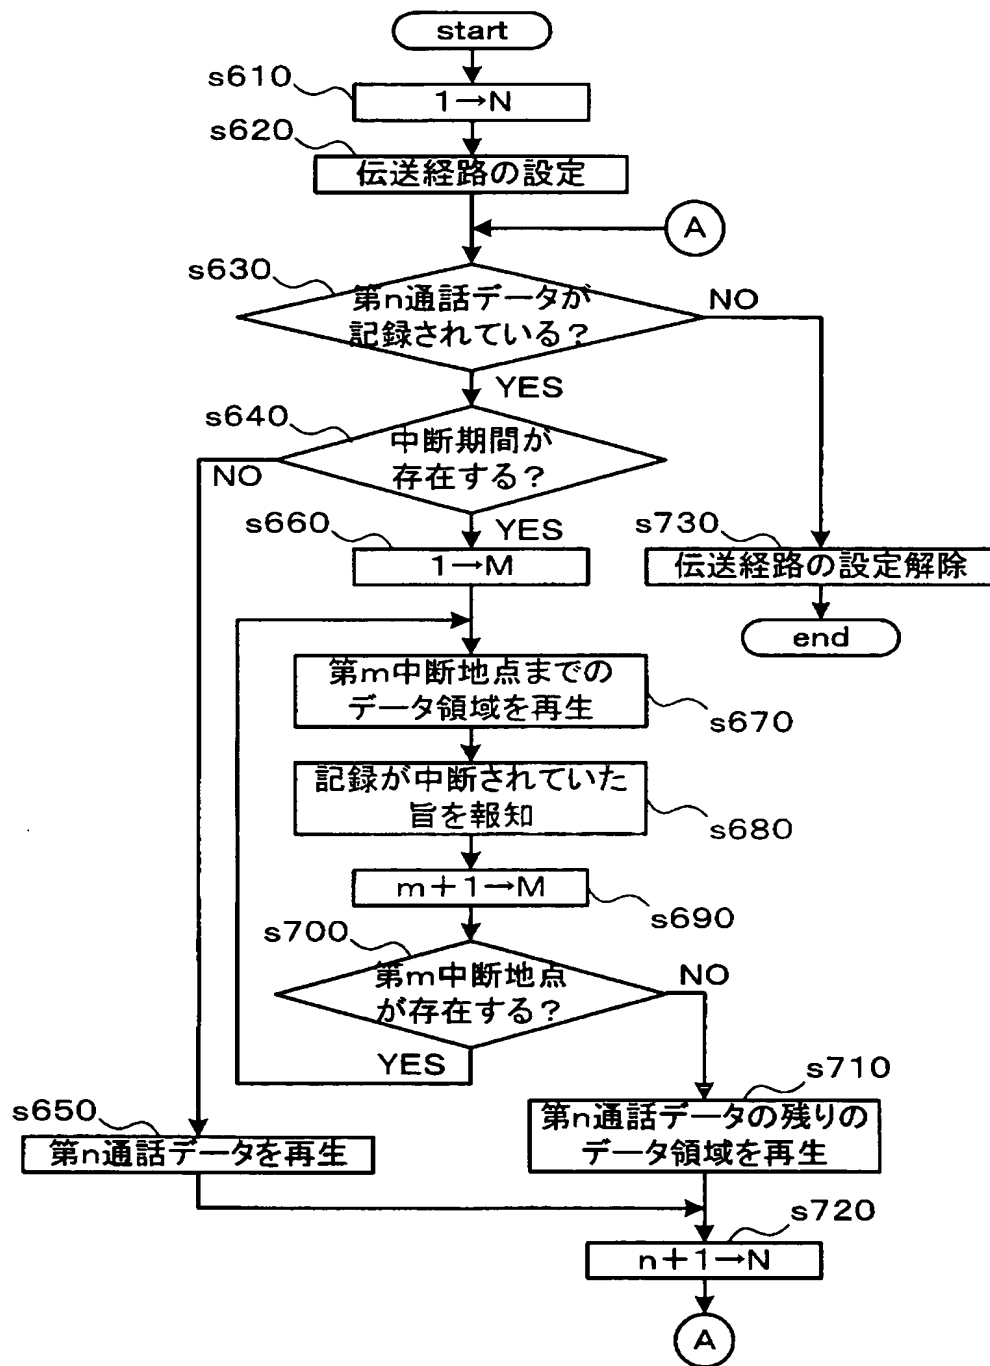 start
s610
1→N
s620
伝送経路の設定
A
s630
第n通話データが
記録されている?
NO
YES
s640
中断期間が
存在する?
NO
YES
s660
1→M
s730
伝送経路の設定解除
end
第m中断地点までの
データ領域を再生
s670
記録が中断されていた
旨を報知
s680
m+1→M
s690
s700
第m中断地点
が存在する?
NO
YES
s710
第n通話データの残りの
データ領域を再生
s650
第n通話データを再生
s720
n+1→N
A